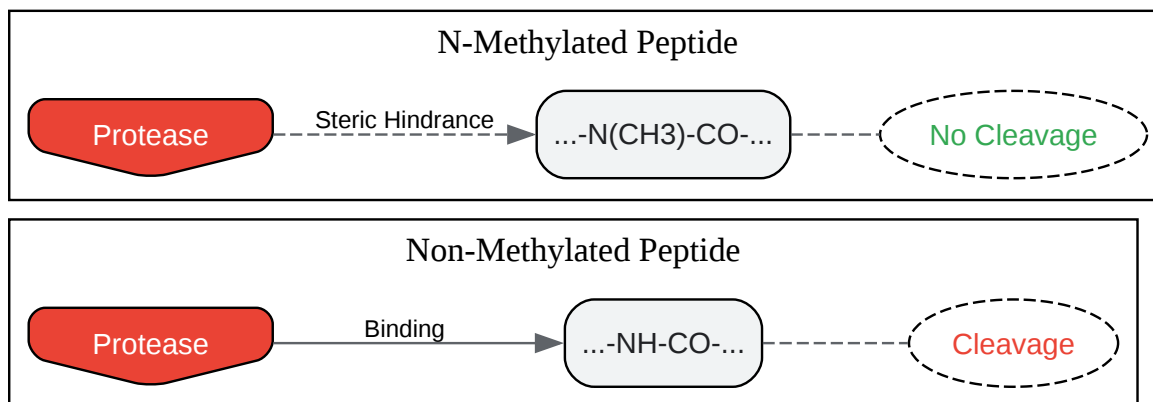 N-Methylated Peptide
Protease
Steric Hindrance
...-N(CH3)-CO-...
No Cleavage
Non-Methylated Peptide
Protease
Binding
...-NH-CO-...
Cleavage